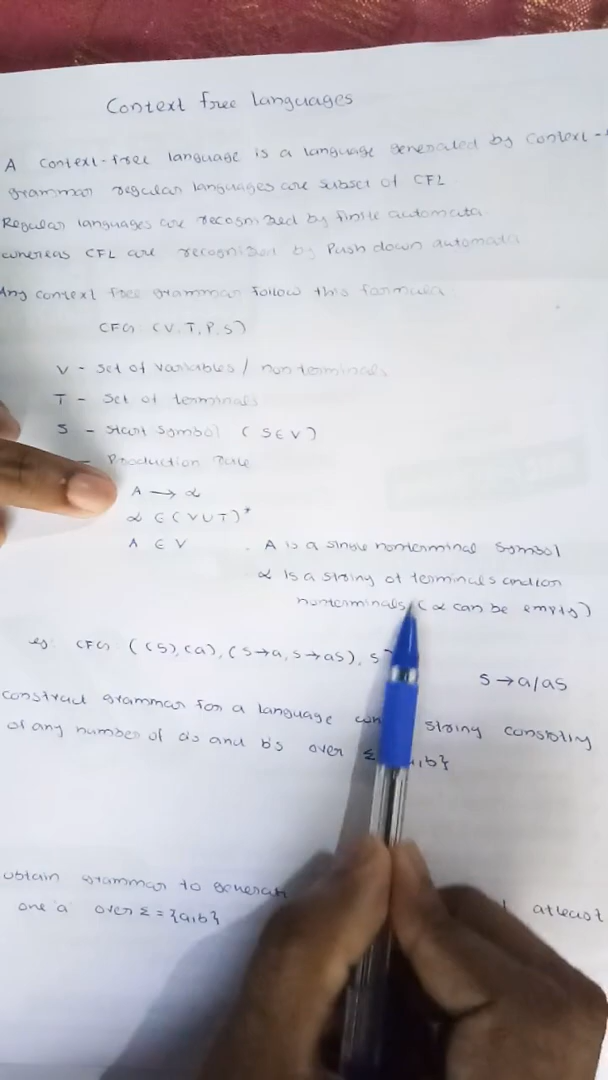 Context free languages
A context-free language is a language generated by context-
grammar regular languages are subset of CFL
Regular languages are recognized by finite automata
whereas CFL are recognized by Push down automata
Any context free grammar follow this formula
CFG (V,T,P,S)
V - set of variables / non terminals
T - set of terminals
S - start symbol (S∈V)
- Production Rule
A → α
α ∈ (V∪T)*
A ∈ V . A is a single nonterminal symbol
α is a string of terminals and/or
nonterminals (α can be empty)
eg: CFG ((S),(a),(S→a, S→aS), S
S → a/aS
construct grammar for a language string consisting
of any number of a's and b's over Σ ,b}
obtain grammar to atleast
one 'a' over Σ = {a,b}